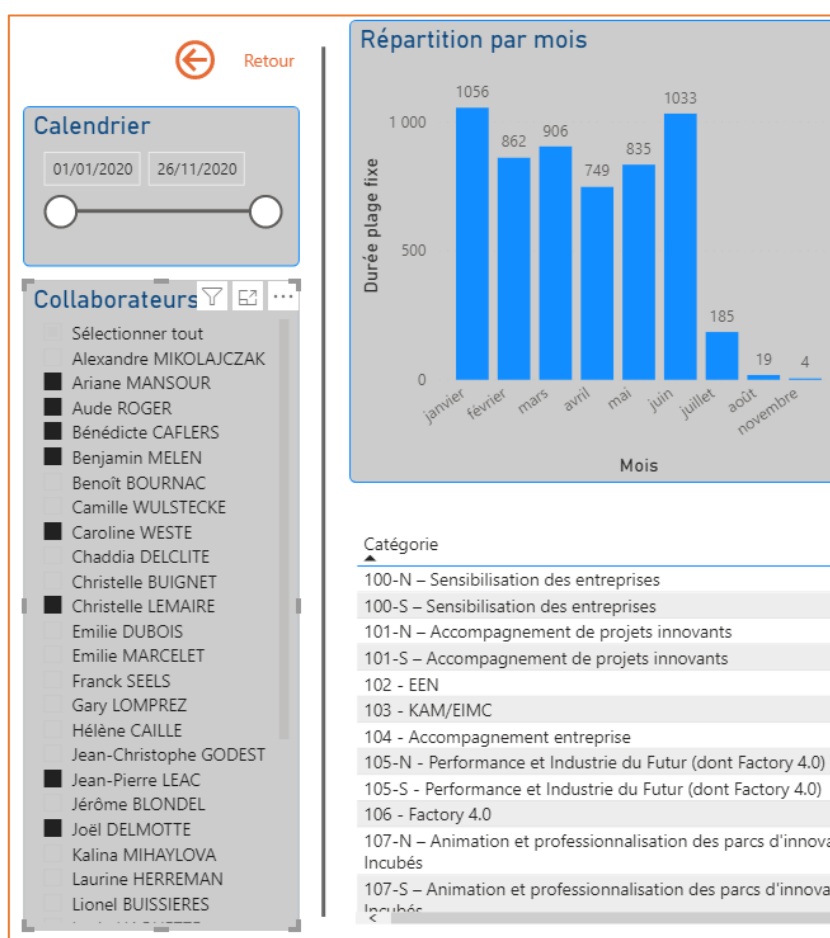 Retour
Calendrier
01/01/2020 26/11/2020
Collaborateurs
Sélectionner tout
Alexandre MIKOLAJCZAK
Ariane MANSOUR
Aude ROGER
Bénédicte CAFLERS
Benjamin MELEN
Benoît BOURNAC
Camille WULSTECKE
Caroline WESTE
Chaddia DELCLITE
Christelle BUIGNET
Christelle LEMAIRE
Emilie DUBOIS
Emilie MARCELET
Franck SEELS
Gary LOMPREZ
Hélène CAILLE
Jean-Christophe GODEST
Jean-Pierre LEAC
Jérôme BLONDEL
Joël DELMOTTE
Kalina MIHAYLOVA
Laurine HERREMAN
Lionel BUISSIERES
Répartition par mois
Durée plage fixe
1 000
500
0
1056
862
906
749
835
1033
185
19
4
janvier
février
mars
avril
mai
juin
juillet
août
novembre
Mois
Catégorie
100-N – Sensibilisation des entreprises
100-S – Sensibilisation des entreprises
101-N – Accompagnement de projets innovants
101-S – Accompagnement de projets innovants
102 - EEN
103 - KAM/EIMC
104 - Accompagnement entreprise
105-N - Performance et Industrie du Futur (dont Factory 4.0)
105-S - Performance et Industrie du Futur (dont Factory 4.0)
106 - Factory 4.0
107-N – Animation et professionnalisation des parcs d'innova
Incubés
107-S – Animation et professionnalisation des parcs d'innova
Incubés